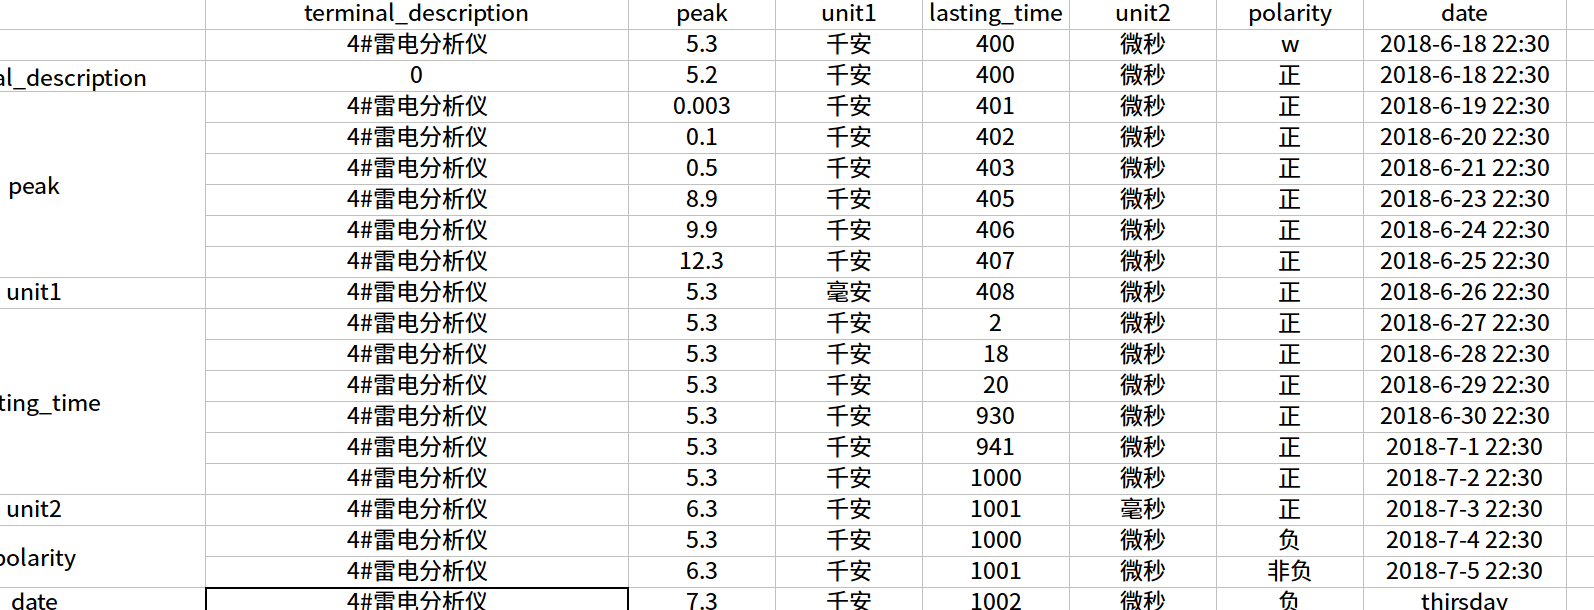 terminal_description peak unit1 lasting_time unit2 polarity date
4#雷电分析仪 5.3 千安 400 微秒 w 2018-6-18 22:30
al_description 0 5.2 千安 400 微秒 正 2018-6-18 22:30
4#雷电分析仪 0.003 千安 401 微秒 正 2018-6-19 22:30
4#雷电分析仪 0.1 千安 402 微秒 正 2018-6-20 22:30
4#雷电分析仪 0.5 千安 403 微秒 正 2018-6-21 22:30
peak 4#雷电分析仪 8.9 千安 405 微秒 正 2018-6-23 22:30
4#雷电分析仪 9.9 千安 406 微秒 正 2018-6-24 22:30
4#雷电分析仪 12.3 千安 407 微秒 正 2018-6-25 22:30
unit1 4#雷电分析仪 5.3 毫安 408 微秒 正 2018-6-26 22:30
4#雷电分析仪 5.3 千安 2 微秒 正 2018-6-27 22:30
4#雷电分析仪 5.3 千安 18 微秒 正 2018-6-28 22:30
4#雷电分析仪 5.3 千安 20 微秒 正 2018-6-29 22:30
ting_time 4#雷电分析仪 5.3 千安 930 微秒 正 2018-6-30 22:30
4#雷电分析仪 5.3 千安 941 微秒 正 2018-7-1 22:30
4#雷电分析仪 5.3 千安 1000 微秒 正 2018-7-2 22:30
unit2 4#雷电分析仪 6.3 千安 1001 毫秒 正 2018-7-3 22:30
4#雷电分析仪 5.3 千安 1000 微秒 负 2018-7-4 22:30
polarity 4#雷电分析仪 6.3 千安 1001 微秒 非负 2018-7-5 22:30
date 4#雷电分析仪 7.3 千安 1002 微秒 负 thirsday